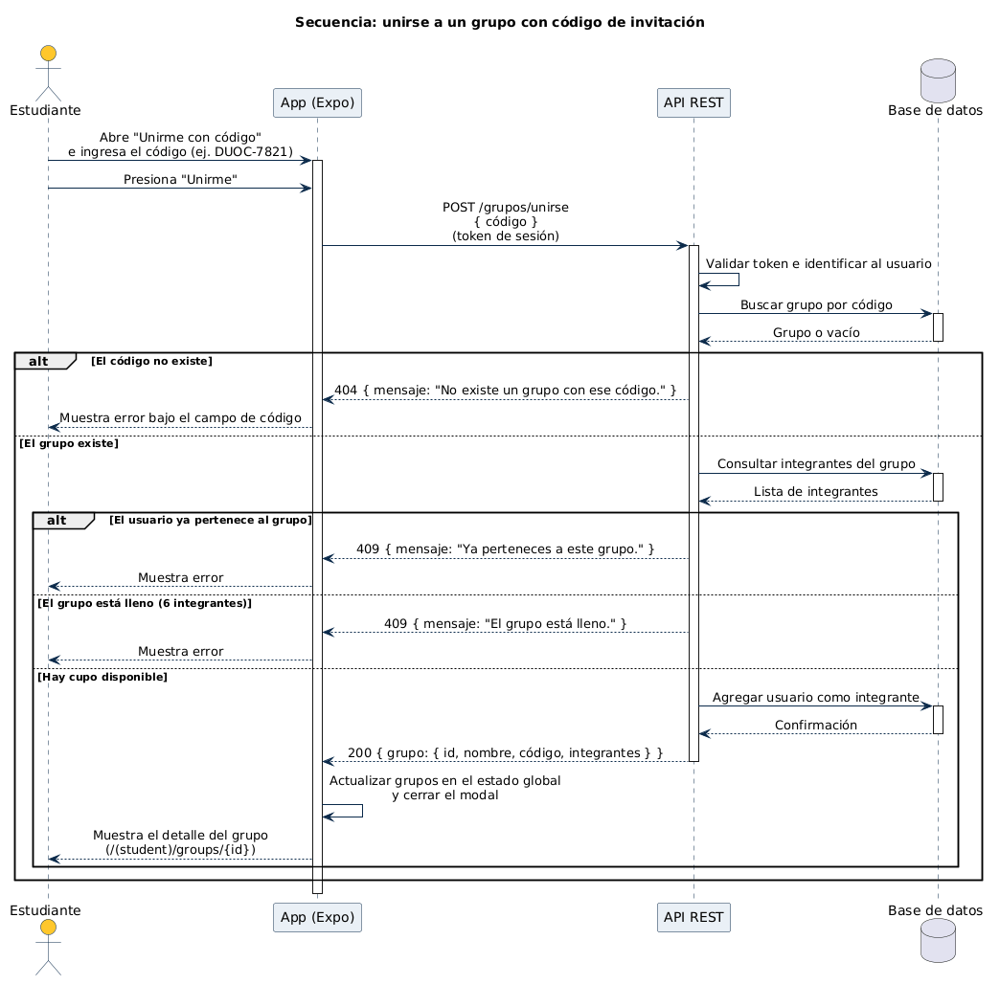 Secuencia: unirse a un grupo con código de invitación
Estudiante
App (Expo)
API REST
Base de datos
Abre "Unirme con código"
e ingresa el código (ej. DUOC-7821)
Presiona "Unirme"
POST /grupos/unirse
{ código }
(token de sesión)
Validar token e identificar al usuario
Buscar grupo por código
Grupo o vacío
alt
[El código no existe]
404 { mensaje: "No existe un grupo con ese código." }
Muestra error bajo el campo de código
[El grupo existe]
Consultar integrantes del grupo
Lista de integrantes
alt
[El usuario ya pertenece al grupo]
409 { mensaje: "Ya perteneces a este grupo." }
Muestra error
[El grupo está lleno (6 integrantes)]
409 { mensaje: "El grupo está lleno." }
Muestra error
[Hay cupo disponible]
Agregar usuario como integrante
Confirmación
200 { grupo: { id, nombre, código, integrantes } }
Actualizar grupos en el estado global
y cerrar el modal
Muestra el detalle del grupo
(/(student)/groups/{id})
Estudiante
App (Expo)
API REST
Base de datos